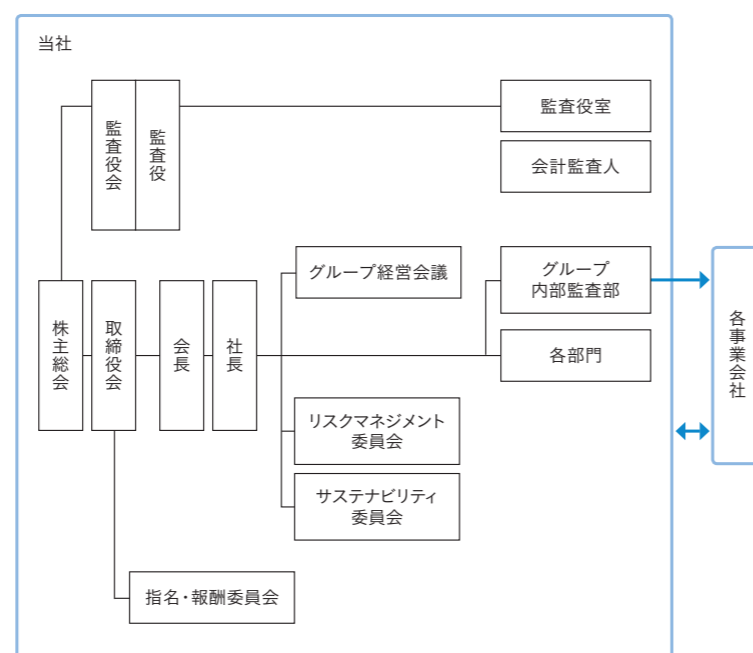 当社
監査役会
監査役
監査役室
会計監査人
グループ経営会議
グループ
内部監査部
各事業会社
株主総会
取締役会
会長
社長
各部門
リスクマネジメント
委員会
サステナビリティ
委員会
指名・報酬委員会